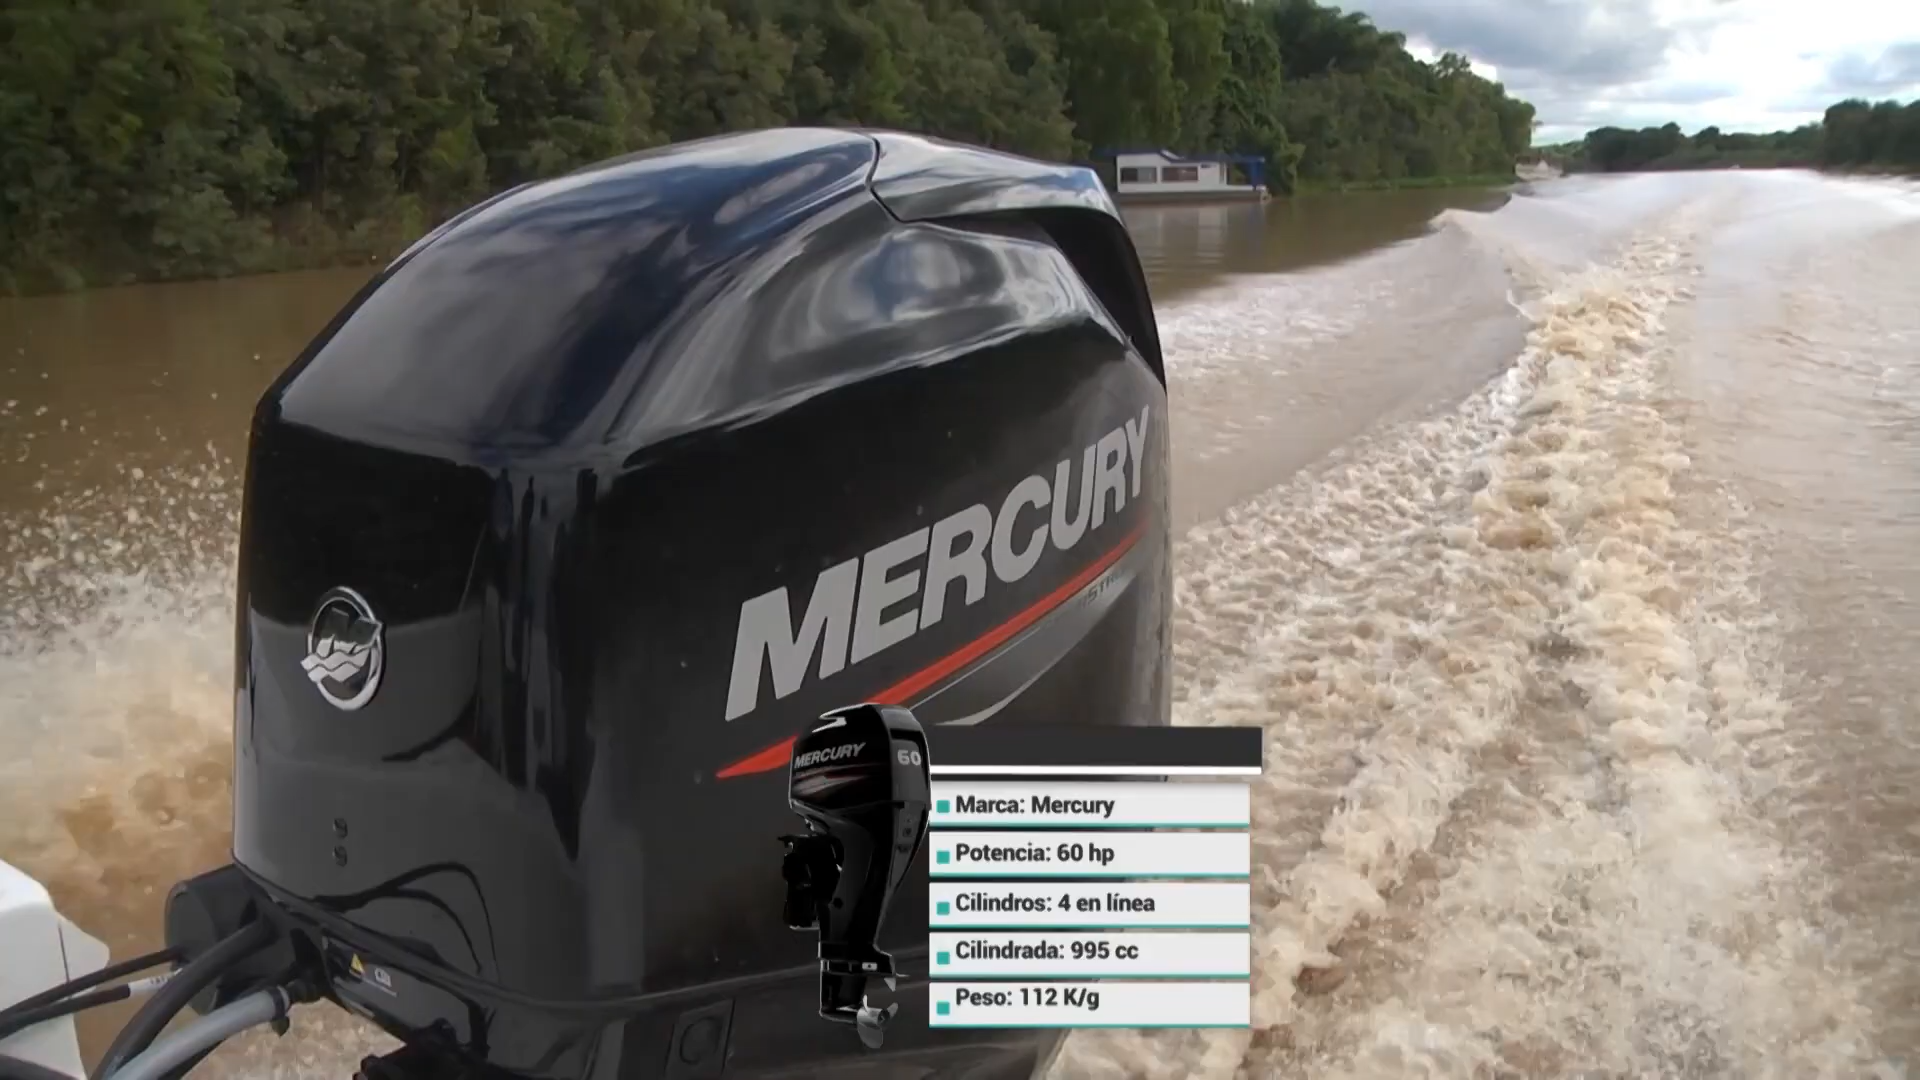 MERCURY
MERCURY
60
Marca: Mercury
Potencia: 60 hp
Cilindros: 4 en línea
Cilindrada: 995 cc
Peso: 112 K/g